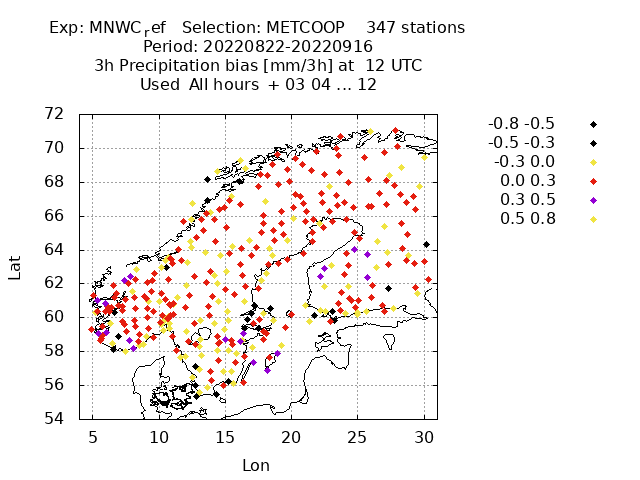 Exp: MNWC_ref Selection: METCOOP 347 stations
Period: 20220822-20220916
3h Precipitation bias [mm/3h] at 12 UTC
Used All hours + 03 04 ... 12
-0.8 -0.5
-0.5 -0.3
-0.3 0.0
0.0 0.3
0.3 0.5
0.5 0.8
72
70
68
66
64
62
60
58
56
54
Lat
5 10 15 20 25 30
Lon